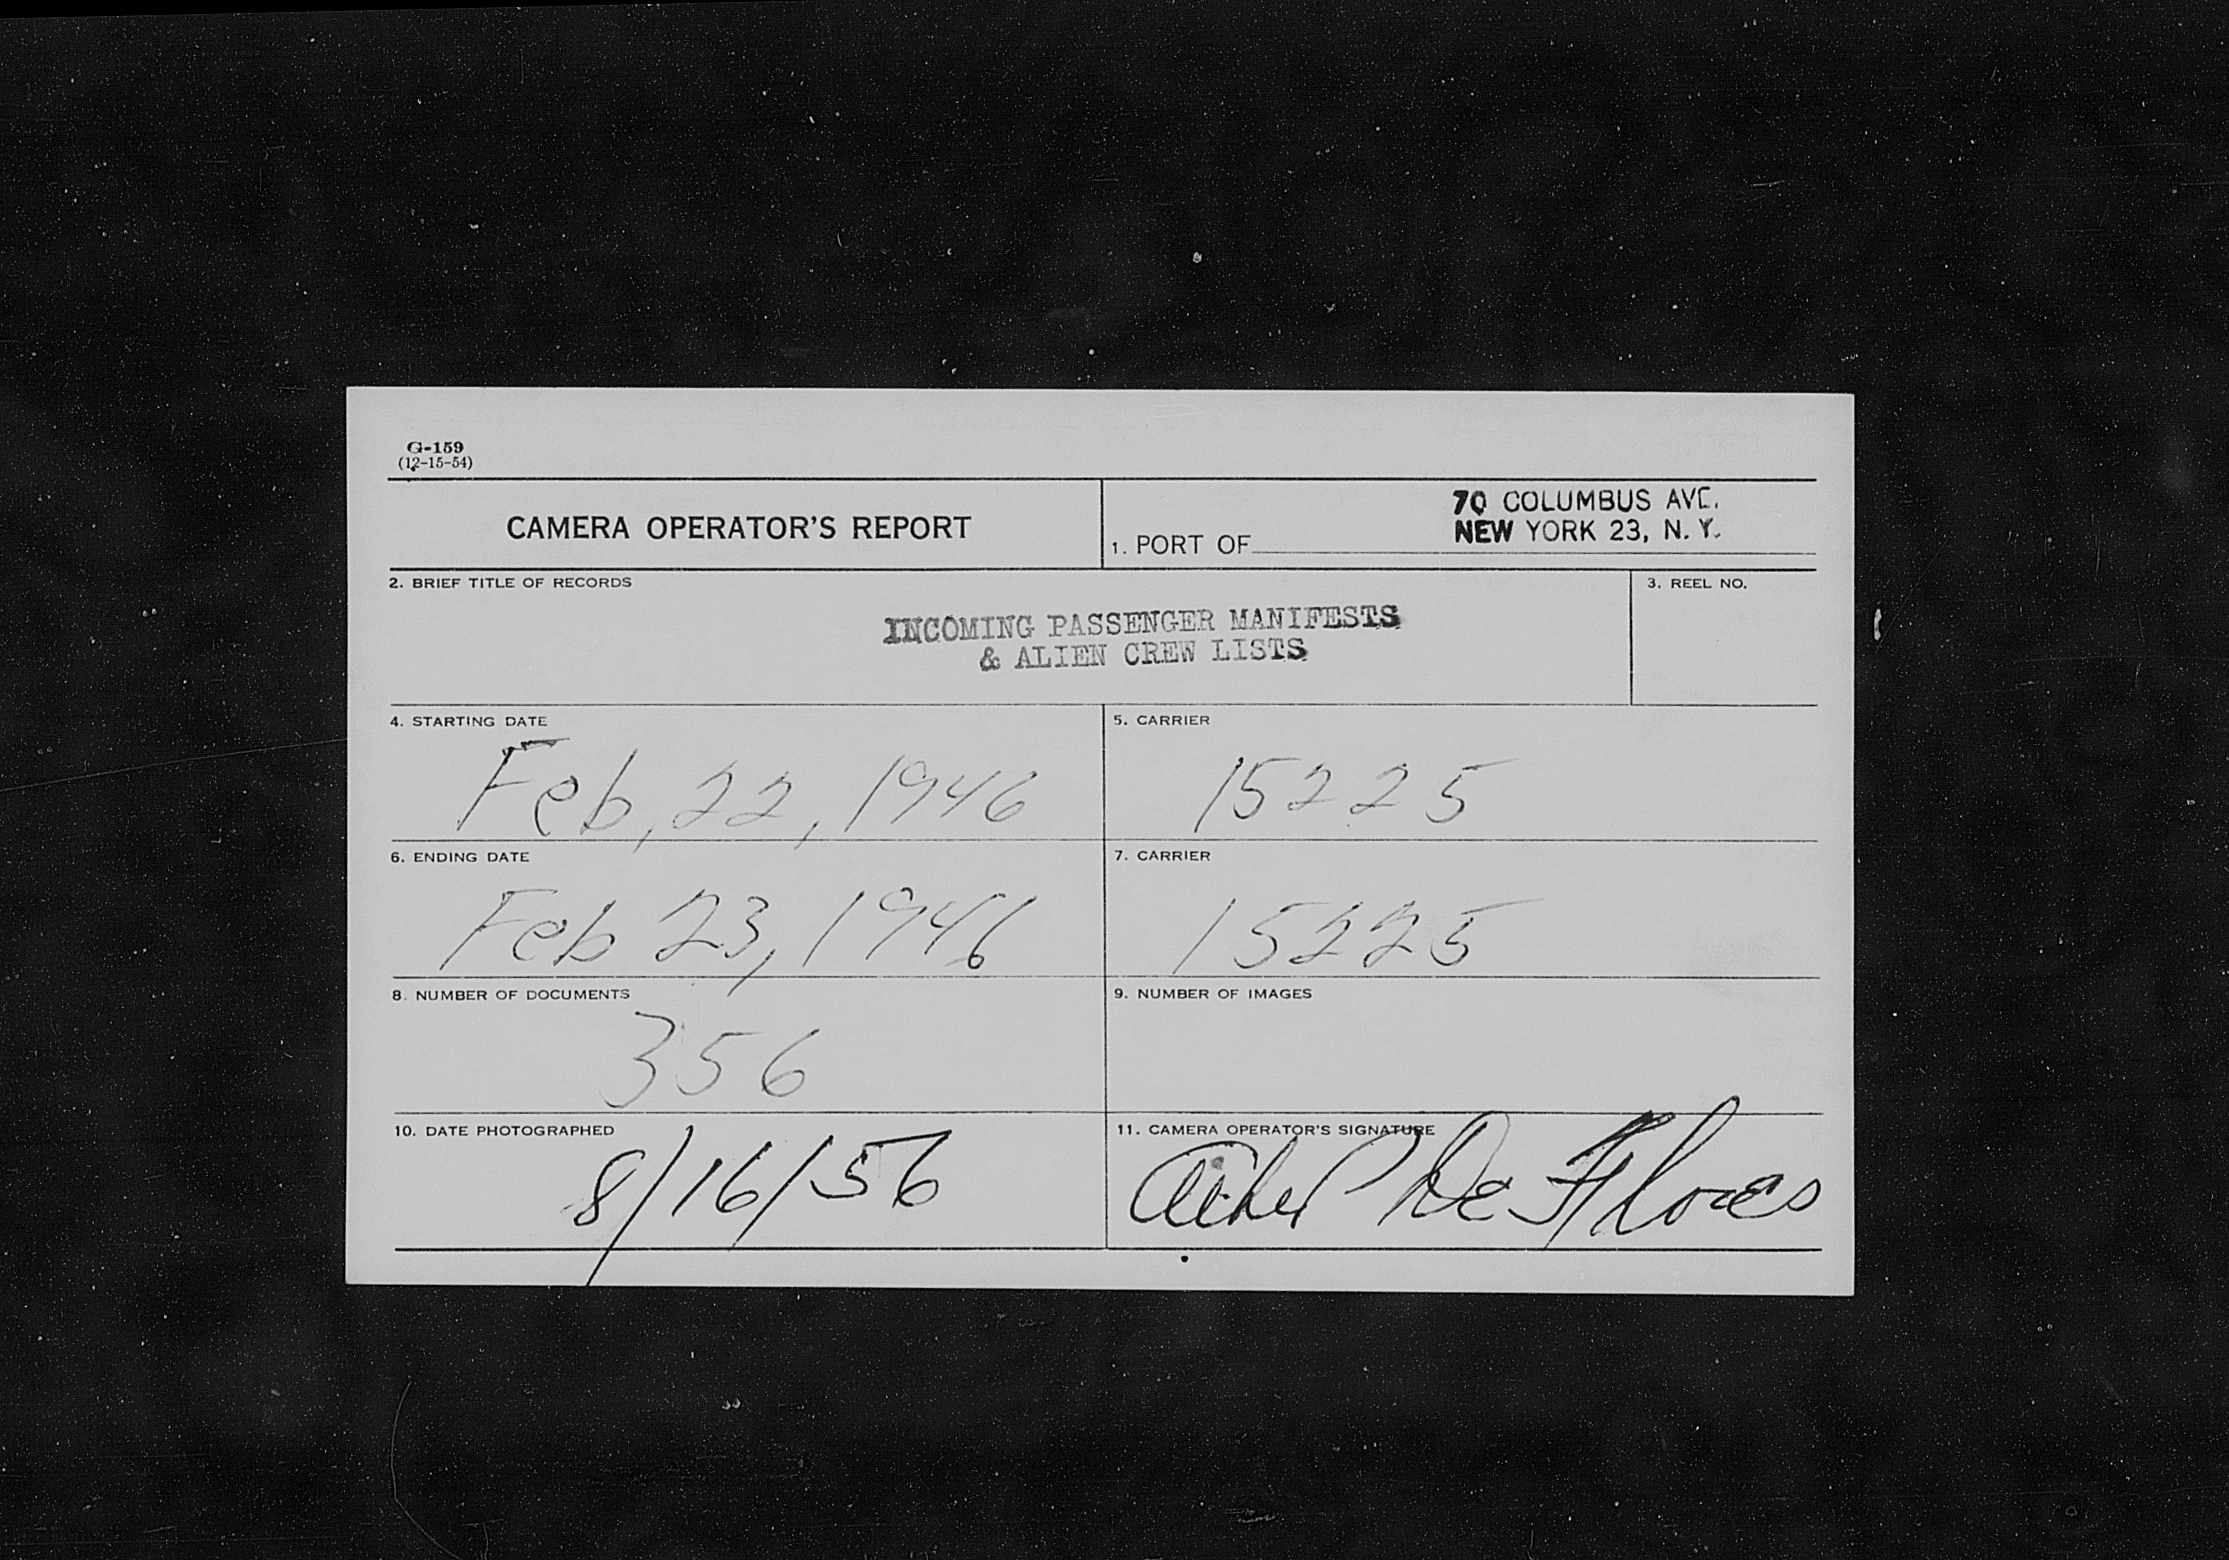 G-159
(12-15-54)
CAMERA OPERATOR'S REPORT
1. PORT OF
70 COLUMBUS AVE.
NEW YORK 23, N.Y.
2. BRIEF TITLE OF RECORDS
INCOMING PASSENGER MANIFESTS
& ALIEN CREW LISTS
3. REEL NO.
4. STARTING DATE
Feb, 22, 1946
5. CARRIER
15225
6. ENDING DATE
Feb 23, 1946
7. CARRIER
15225
8. NUMBER OF DOCUMENTS
356
9. NUMBER OF IMAGES
10. DATE PHOTOGRAPHED
8/16/56
11. CAMERA OPERATOR'S SIGNATURE
De Flores